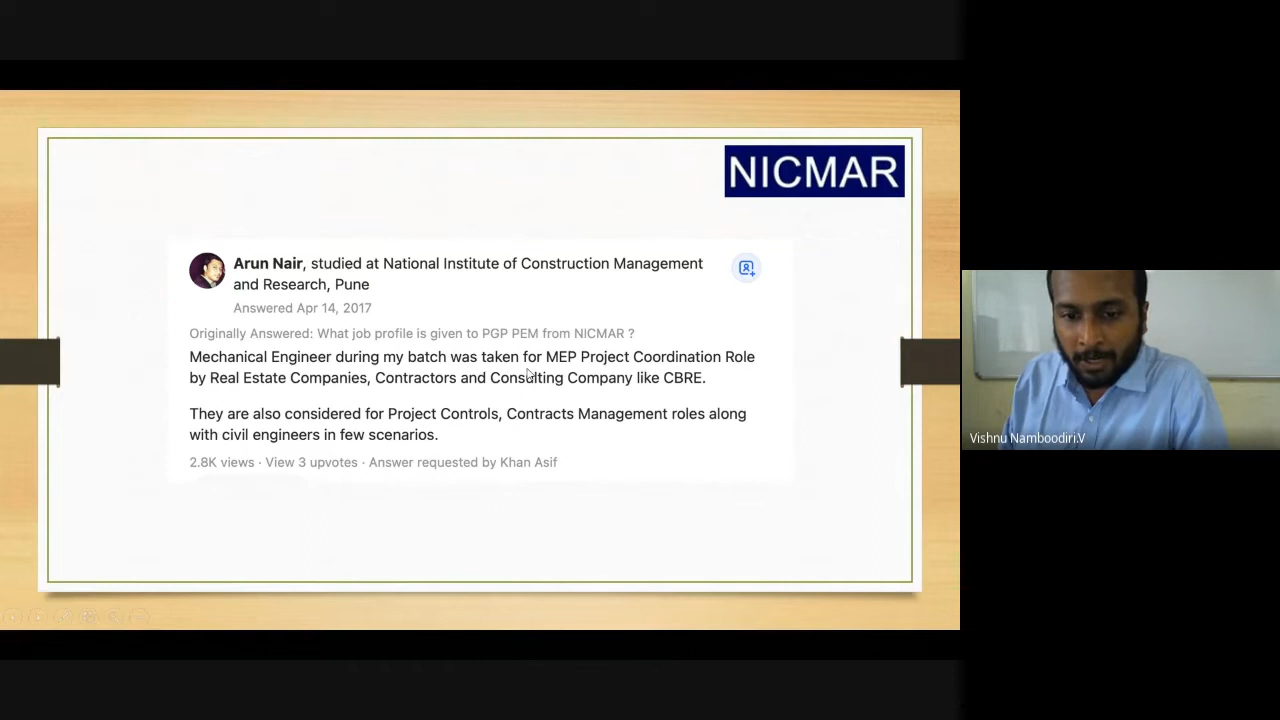 NICMAR
Arun Nair, studied at National Institute of Construction Management
and Research, Pune
Answered Apr 14, 2017
Originally Answered: What job profile is given to PGP PEM from NICMAR ?
Mechanical Engineer during my batch was taken for MEP Project Coordination Role
by Real Estate Companies, Contractors and Consulting Company like CBRE.
They are also considered for Project Controls, Contracts Management roles along
with civil engineers in few scenarios.
2.8K views · View 3 upvotes · Answer requested by Khan Asif
Vishnu Namboodiri.V